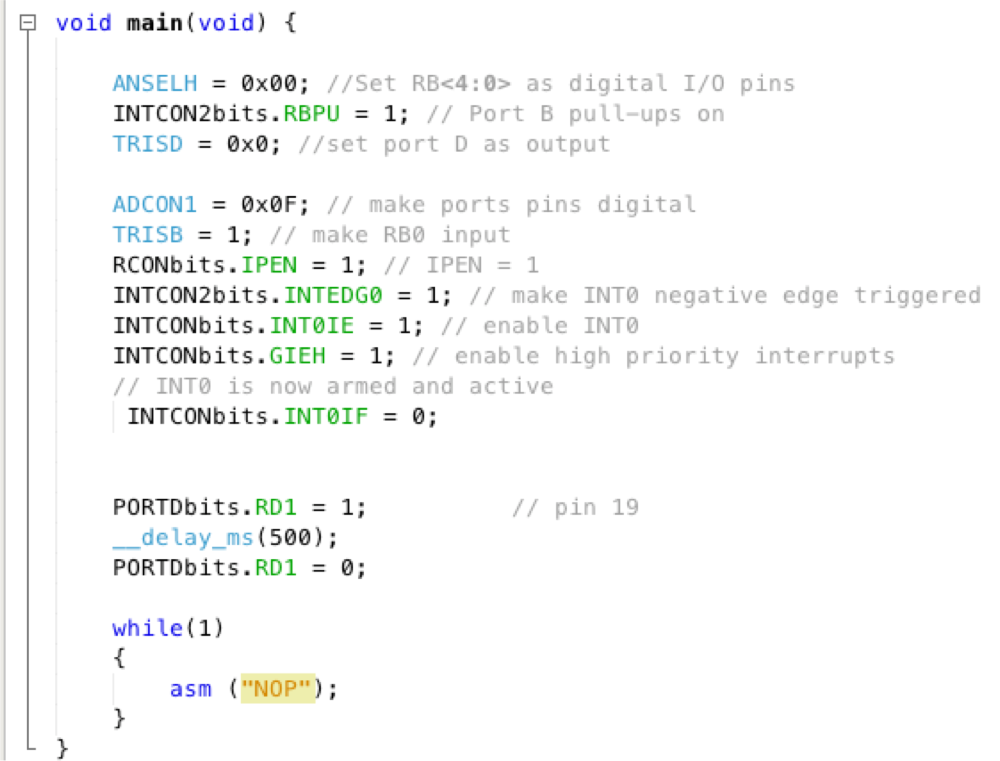 void main(void) {
ANSELH = 0x00; //Set RB<4:0> as digital I/O pins
INTCON2bits.RBPU = 1; // Port B pull-ups on
TRISD = 0x0; //set port D as output
ADCON1 = 0x0F; // make ports pins digital
TRISB = 1; // make RB0 input
RCONbits.IPEN = 1; // IPEN = 1
INTCON2bits.INTEDG0 = 1; // make INT0 negative edge triggered
INTCONbits.INT0IE = 1; // enable INT0
INTCONbits.GIEH = 1; // enable high priority interrupts
// INT0 is now armed and active
INTCONbits.INT0IF = 0;
PORTDbits.RD1 = 1; // pin 19
__delay_ms(500);
PORTDbits.RD1 = 0;
while(1)
{
asm ("NOP");
}
}